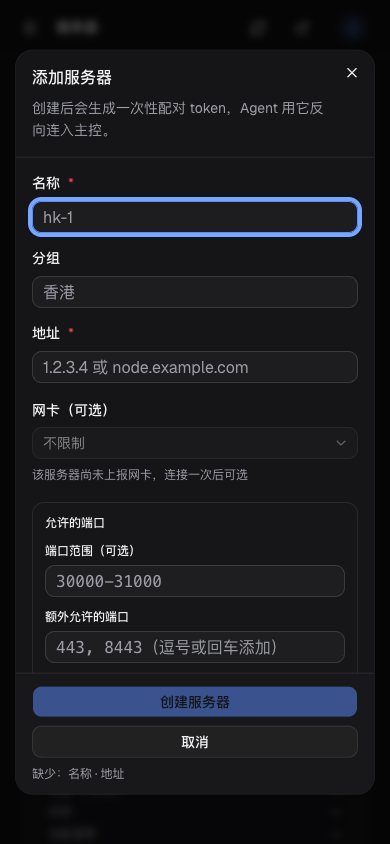 添加服务器
创建后会生成一次性配对 token，Agent 用它反
向连入主控。
名称 *
hk-1
分组
香港
地址 *
1.2.3.4 或 node.example.com
网卡（可选）
不限制
该服务器尚未上报网卡，连接一次后可选
允许的端口
端口范围（可选）
30000-31000
额外允许的端口
443, 8443（逗号或回车添加）
创建服务器
取消
缺少：名称 · 地址